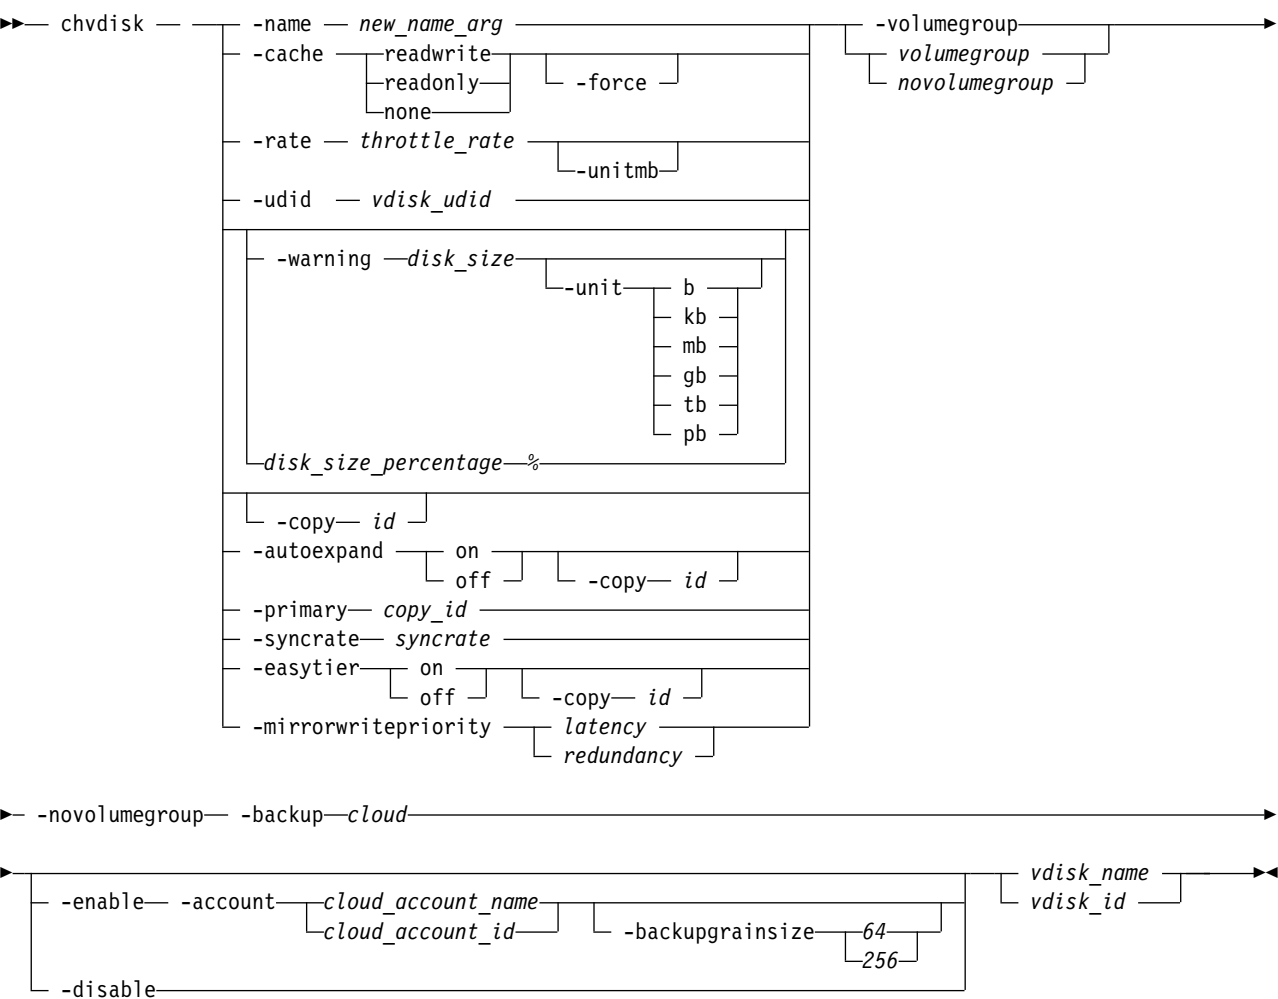 chvdisk -name new_name_arg -volumegroup
-cache readwrite volumegroup
readonly -force novolumegroup
none
-rate throttle_rate
-unitmb
-udid vdisk_udid
-warning disk_size
-unit b
kb
mb
gb
tb
pb
disk_size_percentage %
-copy id
-autoexpand on
off -copy id
-primary copy_id
-syncrate syncrate
-easytier on
off -copy id
-mirrorwritepriority latency
redundancy
-novolumegroup -backup cloud
vdisk_name
-enable -account cloud_account_name vdisk_id
cloud_account_id -backupgrainsize 64
256
-disable